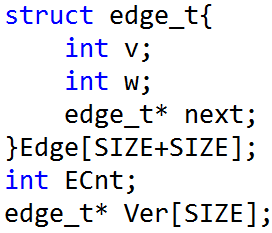 struct edge_t{
    int v;
    int w;
    edge_t* next;
}Edge[SIZE+SIZE];
int ECnt;
edge_t* Ver[SIZE];